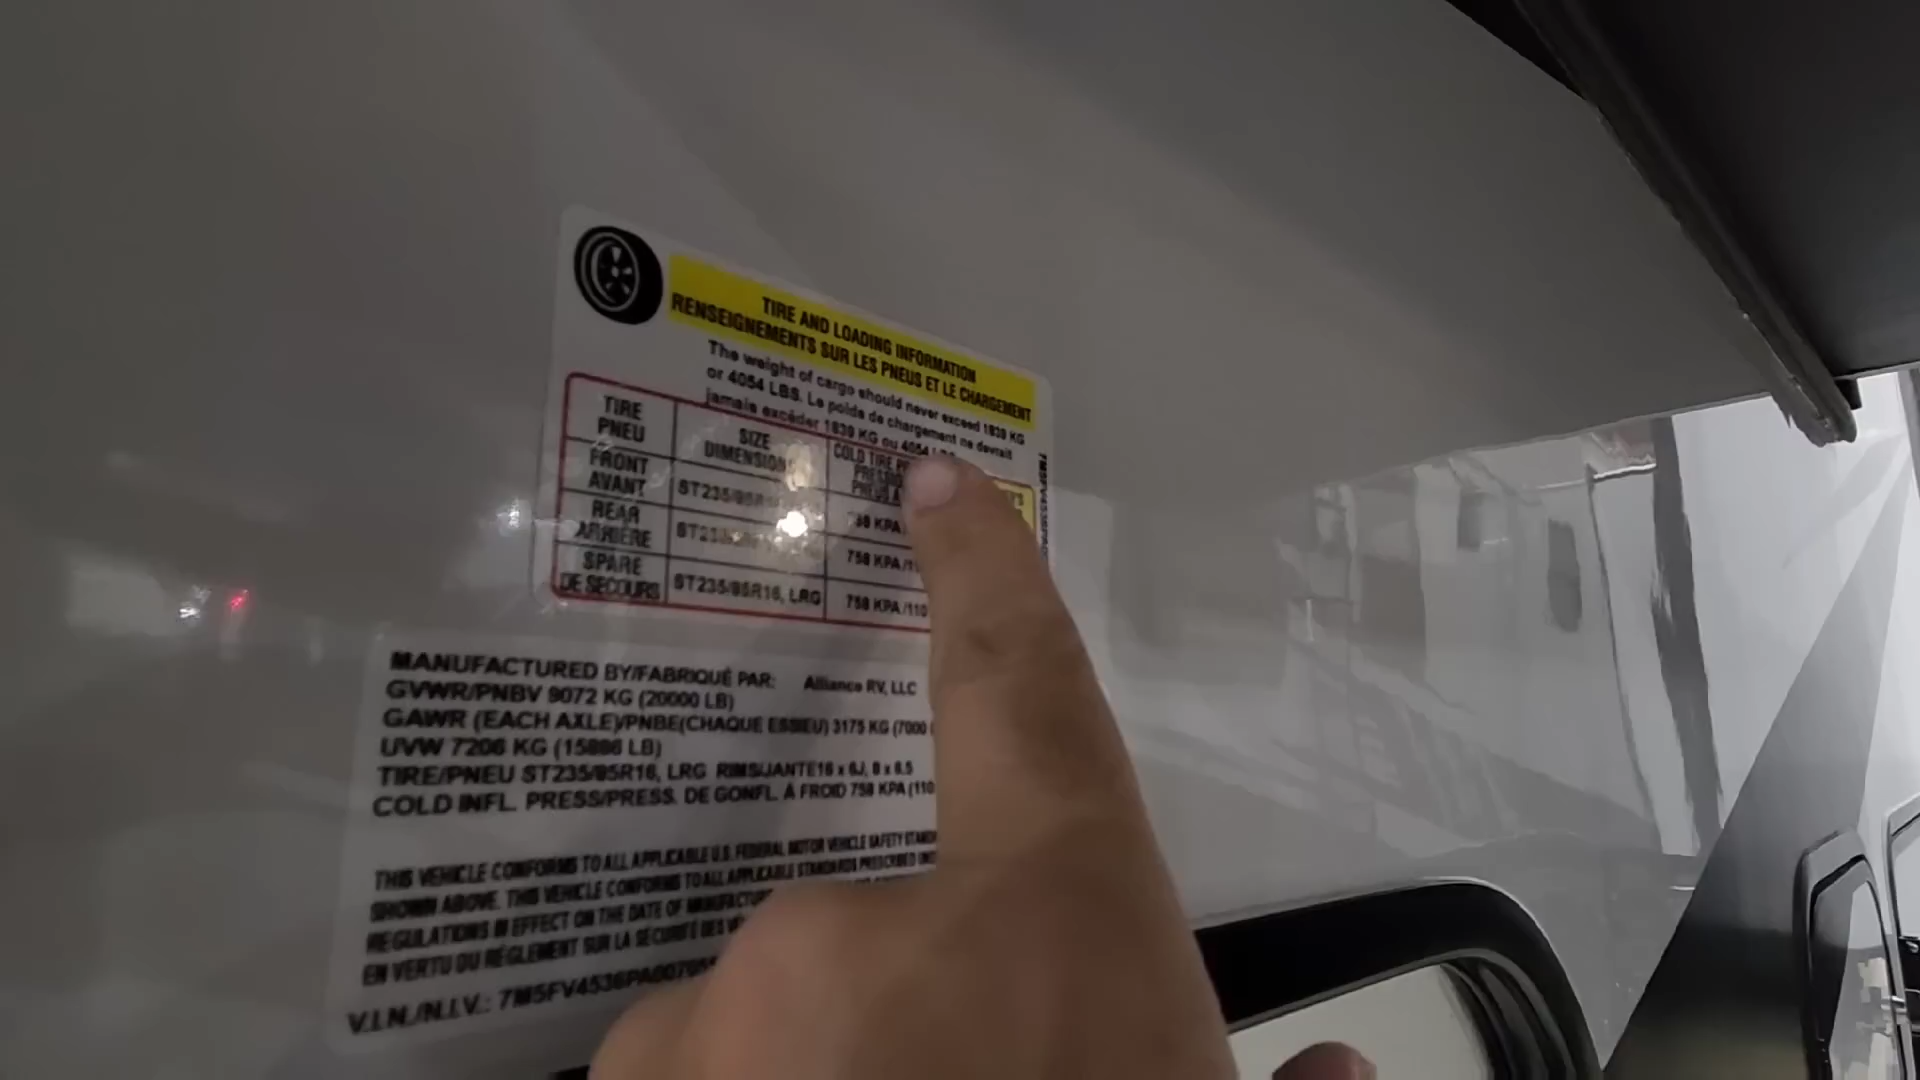 TIRE AND LOADING INFORMATION
RENSEIGNEMENTS SUR LES PNEUS ET LE CHARGEMENT
The weight of cargo should never exceed 1839 KG
or 4054 LBS. Le poids de chargement ne devrait
jamais excéder 1839 KG ou 4054
TIRE
PNEU
SIZE
DIMENSIONS
COLD TIRE
FRONT
AVANT
REAR
ARRIÈRE
758 KPA
SPARE
DE SECOURS
ST235/85R16, LRG
758 KPA /110
MANUFACTURED BY/FABRIQUÉ PAR: Alliance RV, LLC
GVWR/PNBV 9072 KG (20000 LB)
GAWR (EACH AXLE)/PNBE(CHAQUE ESSIEU) 3175 KG (7000
UVW 7206 KG (15886 LB)
TIRE/PNEU ST235/85R16, LRG RIMS/JANTE16 x 6J, 8 x 6.5
COLD INFL. PRESS/PRESS. DE GONFL. À FROID 758 KPA (110
THIS VEHICLE CONFORMS TO ALL APPLICABLE U.S. FEDERAL MOTOR VEHICLE SAFETY
SHOWN ABOVE. THIS VEHICLE CONFORMS TO ALL APPLICABLE STANDARDS PRESCRIBED
REGULATIONS IN EFFECT ON THE DATE OF
EN VERTU DU RÉGLEMENT SUR LA SÉCURITÉ DES
V.I.N./N.I.V.: